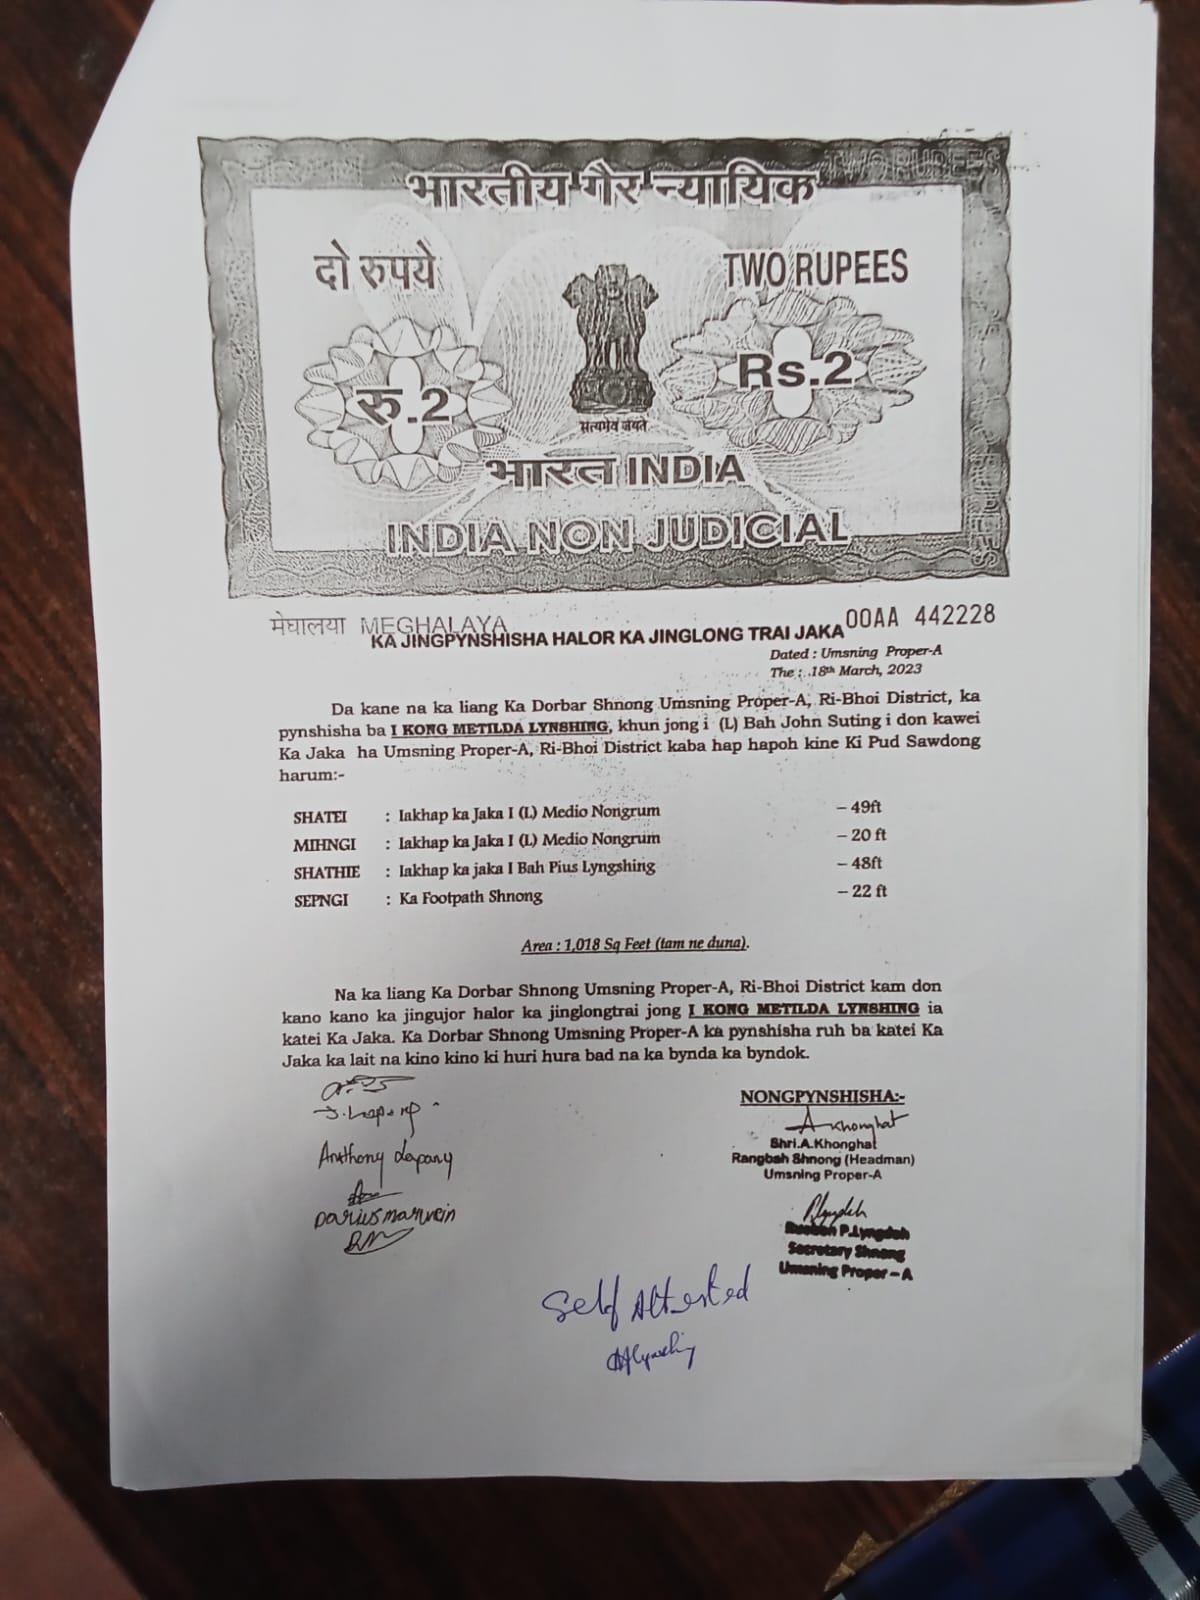 भारतीय गैर न्यायिक
दो रुपये
TWO RUPEES
रु.2
Rs.2
सत्यमेव जयते
भारत INDIA
INDIA NON JUDICIAL
मेघालया MEGHALAYA
00AA 442228
KA JINGPYNSHISHA HALOR KA JINGLONG TRAI JAKA
Dated : Umsning Proper-A
The : 18th March, 2023
Da kane na ka liang Ka Dorbar Shnong Umsning Proper-A, Ri-Bhoi District, ka
pynshisha ba I KONG METILDA LYNSHING, khun jong i (L) Bah John Suting i don kawei
Ka Jaka ha Umsning Proper-A, Ri-Bhoi District kaba hap hapoh kine Ki Pud Sawdong
harum:-
SHATEI : Iakhap ka Jaka I (L) Medio Nongrum – 49ft
MIHNGI : Iakhap ka Jaka I (L) Medio Nongrum – 20 ft
SHATHIE : Iakhap ka jaka I Bah Pius Lyngshing – 48ft
SEPNGI : Ka Footpath Shnong – 22 ft
Area : 1,018 Sq Feet (tam ne duna).
Na ka liang Ka Dorbar Shnong Umsning Proper-A, Ri-Bhoi District kam don
kano kano ka jingujor halor ka jinglongtrai jong I KONG METILDA LYNSHING ia
katei Ka Jaka. Ka Dorbar Shnong Umsning Proper-A ka pynshisha ruh ba katei Ka
Jaka ka lait na kino kino ki huri hura bad na ka bynda ka byndok.
Anthony Lapang
Darius marwein
NONGPYNSHISHA:-
A Khonghat
Shri.A.Khonghat
Rangbah Shnong (Headman)
Umsning Proper-A
P.Lyngdoh
Secretary Shnong
Umsning Proper – A
Self Attested